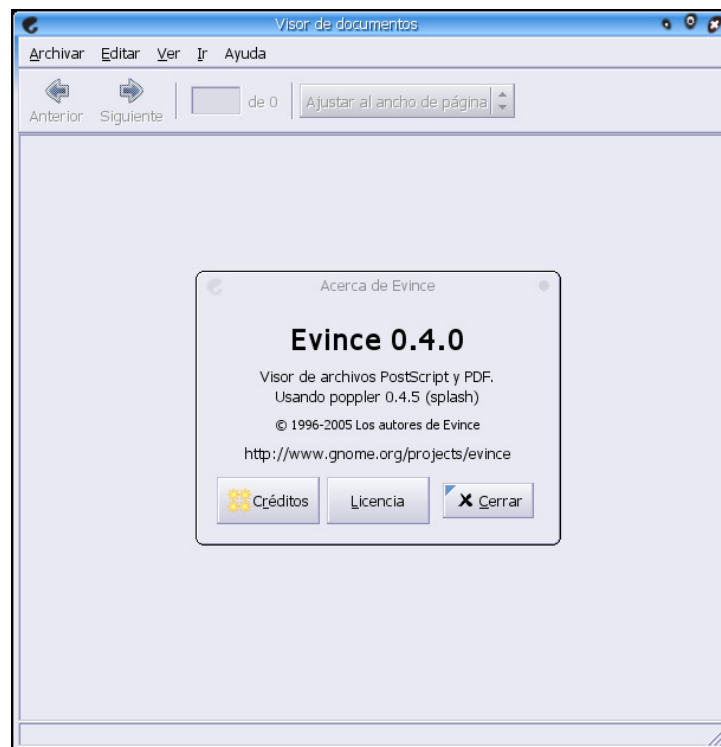 Visor de documentos
Archivar Editar Ver Ir Ayuda
Anterior Siguiente de 0 Ajustar al ancho de página
Acerca de Evince
Evince 0.4.0
Visor de archivos PostScript y PDF.
Usando poppler 0.4.5 (splash)
© 1996-2005 Los autores de Evince
http://www.gnome.org/projects/evince
Créditos Licencia Cerrar